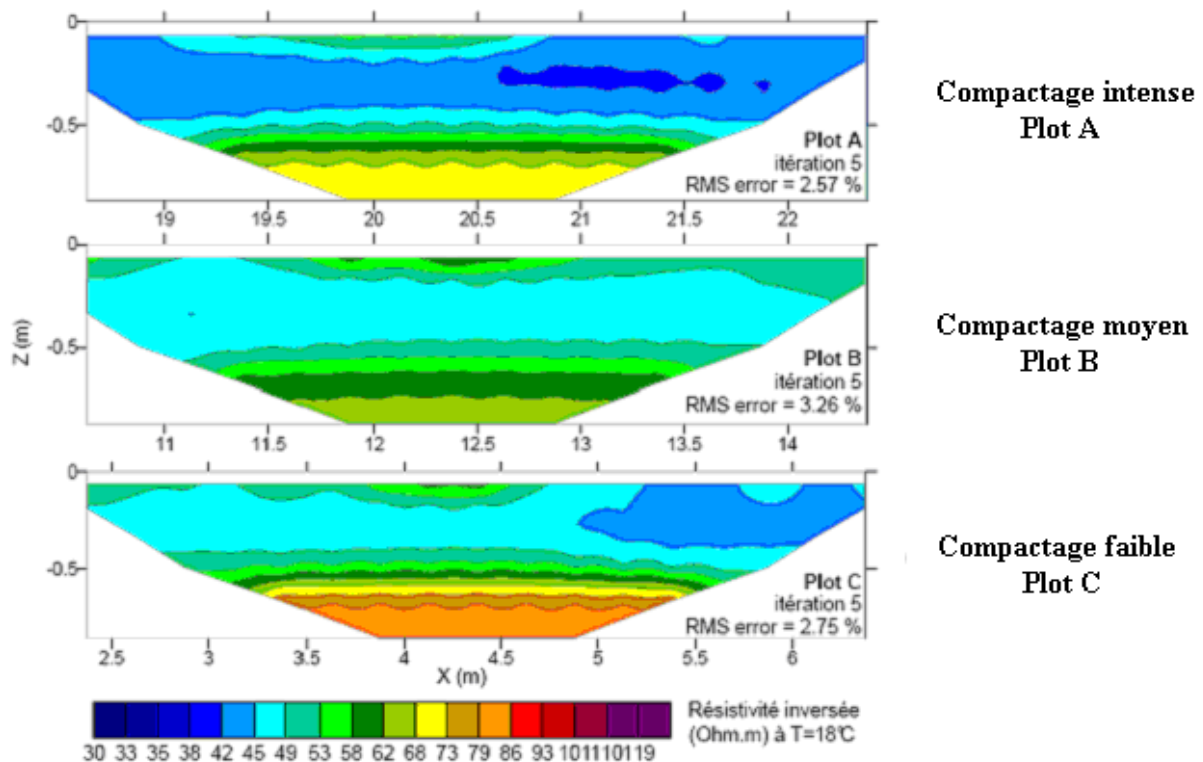 0
-0.5
Plot A
itération 5
RMS error = 2.57 %
19 19.5 20 20.5 21 21.5 22
Compactage intense
Plot A
0
-0.5
Plot B
itération 5
RMS error = 3.26 %
11 11.5 12 12.5 13 13.5 14
Compactage moyen
Plot B
Z (m)
0
-0.5
Plot C
itération 5
RMS error = 2.75 %
2.5 3 3.5 4 4.5 5 5.5 6
X (m)
Compactage faible
Plot C
30 33 35 38 42 45 49 53 58 62 68 73 79 86 93 101110119
Résistivité inversée
(Ohm.m) à T=18°C